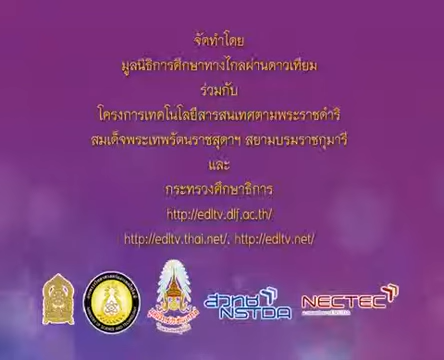 จัดทำโดย
มูลนิธิการศึกษาทางไกลผ่านดาวเทียม
ร่วมกับ
โครงการเทคโนโลยีสารสนเทศตามพระราชดำริ
สมเด็จพระเทพรัตนราชสุดาฯ สยามบรมราชกุมารี
และ
กระทรวงศึกษาธิการ
http://edltv.dlf.ac.th/
http://edltv.thai.net/, http://edltv.net/
สวทช
NSTDA
NECTEC